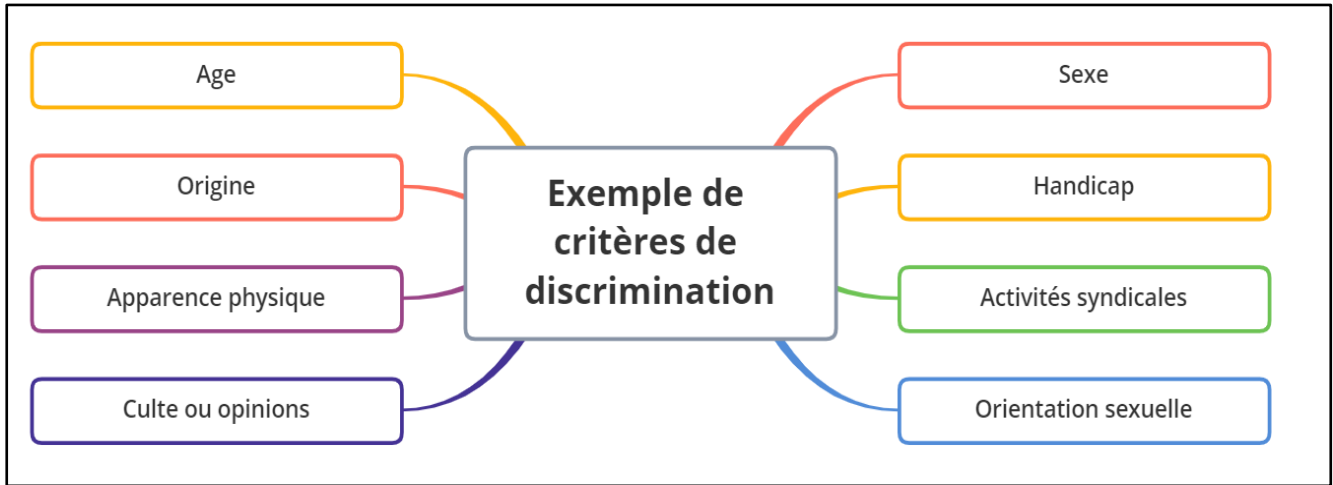 Age
Origine
Apparence physique
Culte ou opinions
Exemple de
critères de
discrimination
Sexe
Handicap
Activités syndicales
Orientation sexuelle